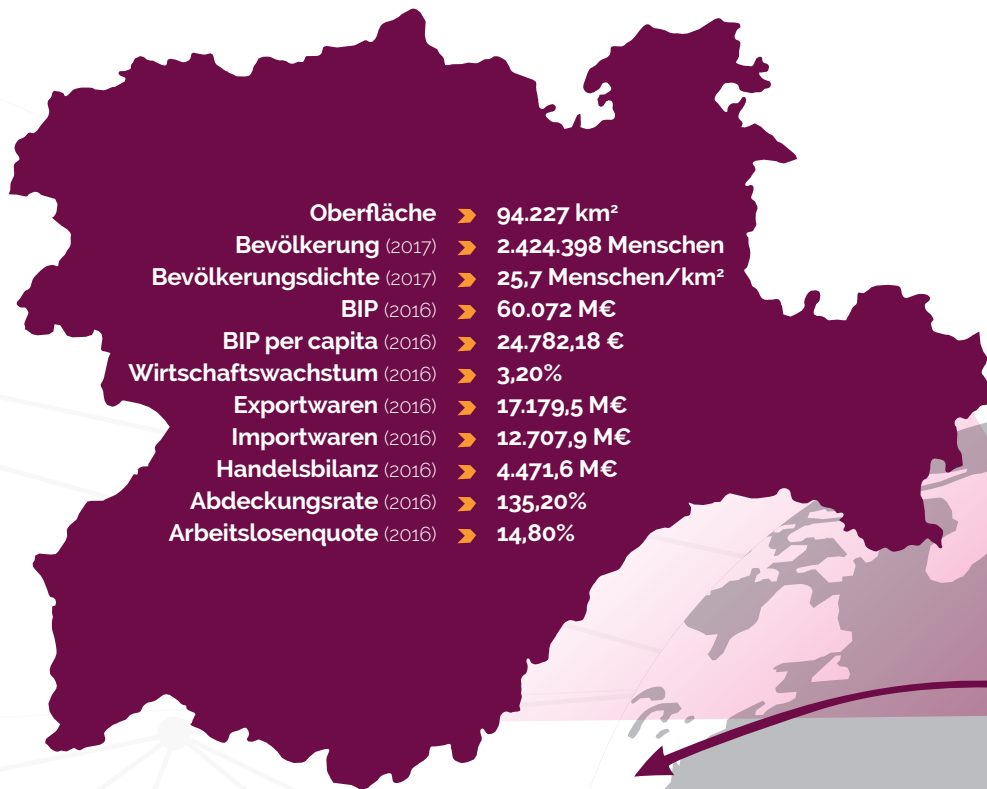 Oberfläche 94.227 km²
Bevölkerung (2017) 2.424.398 Menschen
Bevölkerungsdichte (2017) 25,7 Menschen/km²
BIP (2016) 60.072 M€
BIP per capita (2016) 24.782,18 €
Wirtschaftswachstum (2016) 3,20%
Exportwaren (2016) 17.179,5 M€
Importwaren (2016) 12.707,9 M€
Handelsbilanz (2016) 4.471,6 M€
Abdeckungsrate (2016) 135,20%
Arbeitslosenquote (2016) 14,80%